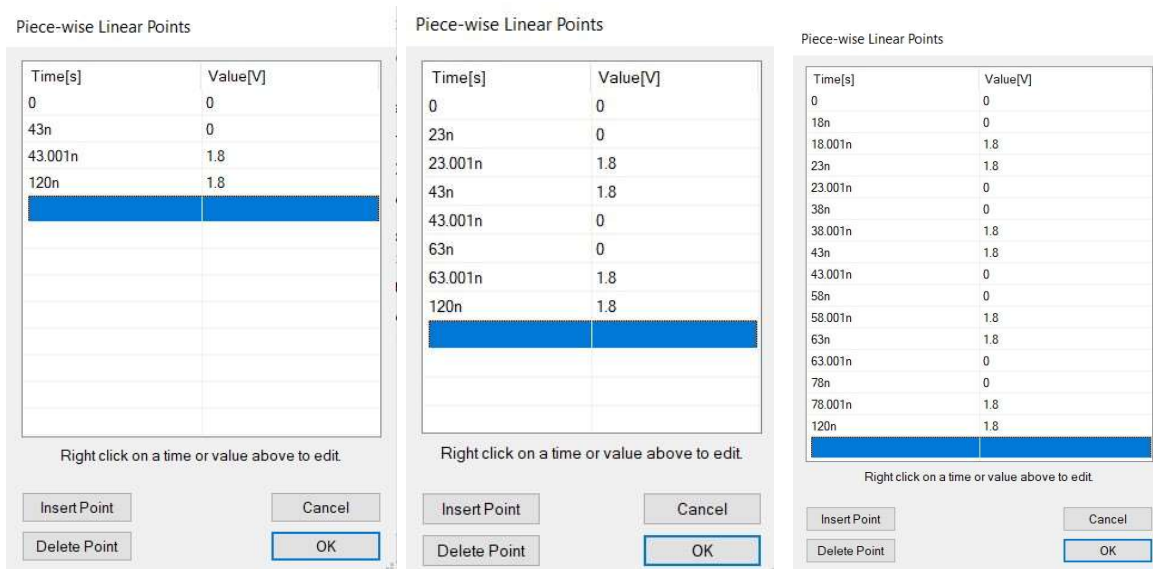 Piece-wise Linear Points
Time[s] Value[V]
0 0
43n 0
43.001n 1.8
120n 1.8
Right click on a time or value above to edit.
Insert Point Cancel
Delete Point OK
Piece-wise Linear Points
Time[s] Value[V]
0 0
23n 0
23.001n 1.8
43n 1.8
43.001n 0
63n 0
63.001n 1.8
120n 1.8
Right click on a time or value above to edit.
Insert Point Cancel
Delete Point OK
Piece-wise Linear Points
Time[s] Value[V]
0 0
18n 0
18.001n 1.8
23n 1.8
23.001n 0
38n 0
38.001n 1.8
43n 1.8
43.001n 0
58n 0
58.001n 1.8
63n 1.8
63.001n 0
78n 0
78.001n 1.8
120n 1.8
Right click on a time or value above to edit.
Insert Point Cancel
Delete Point OK